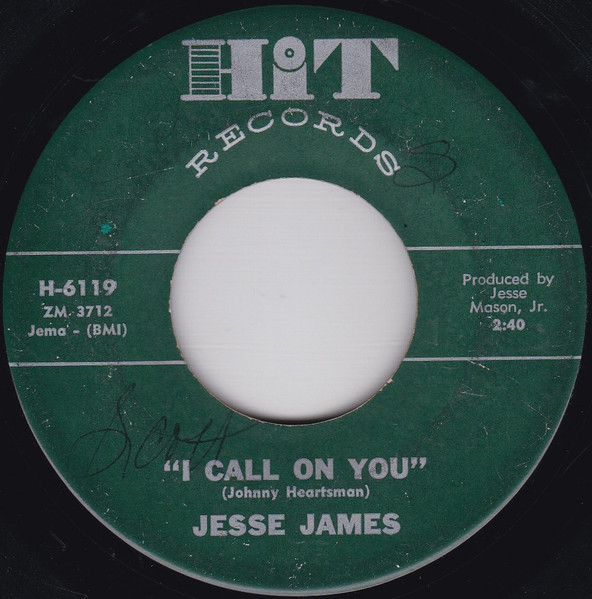 HiT
RECORDS
H-6119
ZM-3712
Jema - (BMI)
Produced by
Jesse
Mason, Jr.
2:40
Scott
"I CALL ON YOU"
(Johnny Heartsman)
JESSE JAMES